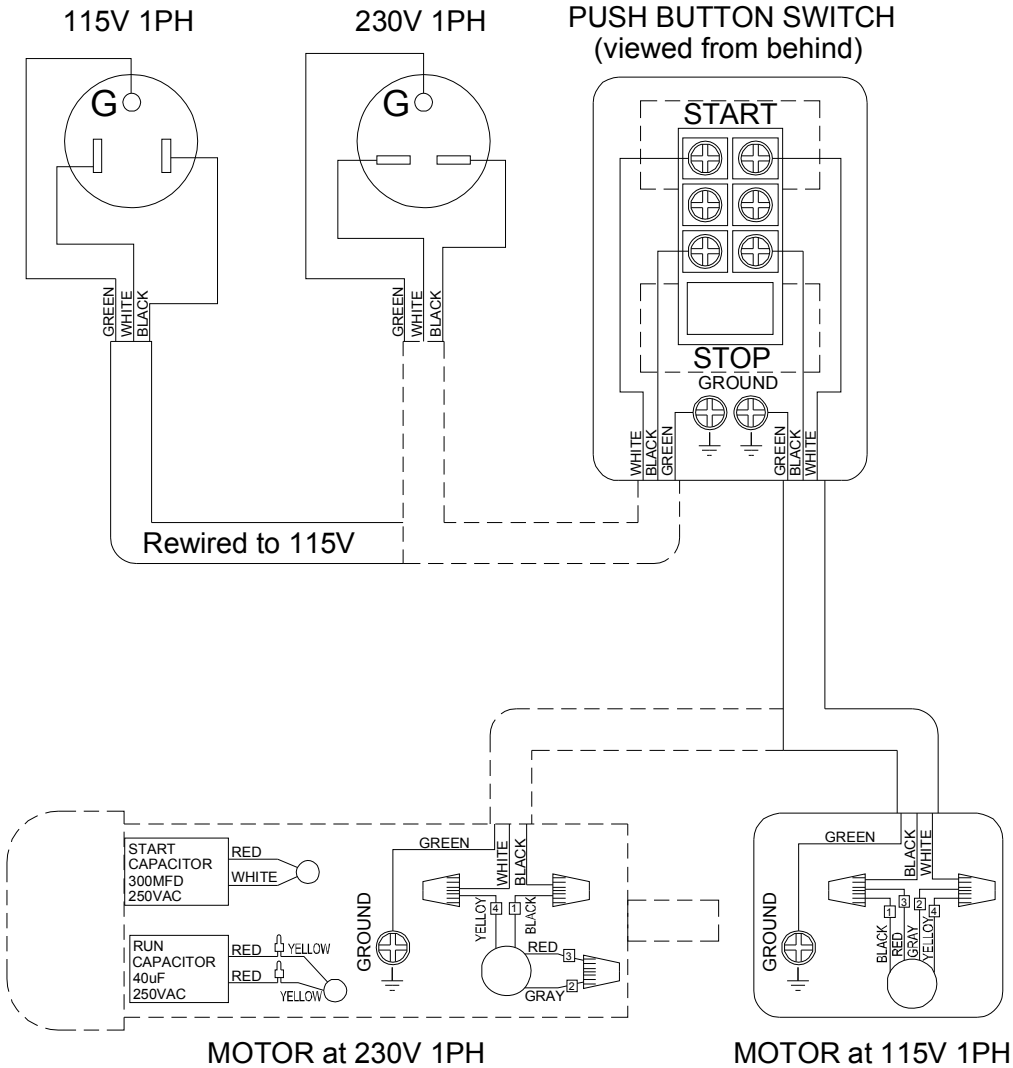 115V 1PH
230V 1PH
PUSH BUTTON SWITCH
(viewed from behind)
G
G
START
STOP
GROUND
GREEN
WHITE
BLACK
GREEN
WHITE
BLACK
WHITE
BLACK
GREEN
GREEN
BLACK
WHITE
Rewired to 115V
START
CAPACITOR
300MFD
250VAC
RED
WHITE
RUN
CAPACITOR
40uF
250VAC
RED
YELLOW
RED
YELLOW
GREEN
WHITE
BLACK
GROUND
YELLOY
4
1
BLACK
RED
3
2
GRAY
GREEN
BLACK
WHITE
GROUND
1
3
2
4
BLACK
RED
GRAY
YELLOY
MOTOR at 230V 1PH
MOTOR at 115V 1PH